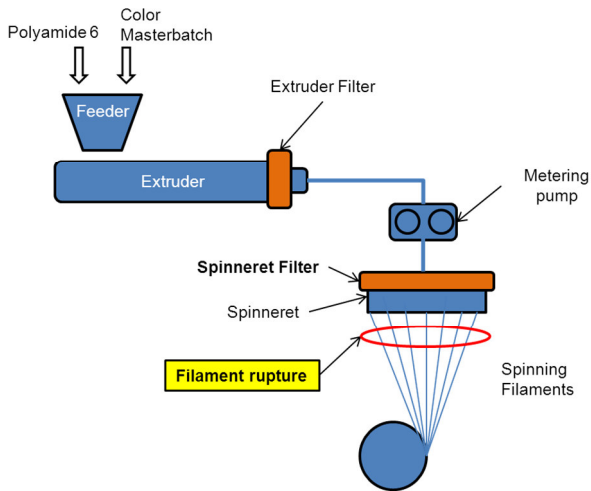 Polyamide 6
Color
Masterbatch
Feeder
Extruder Filter
Extruder
Metering
pump
Spinneret Filter
Spinneret
Filament rupture
Spinning
Filaments